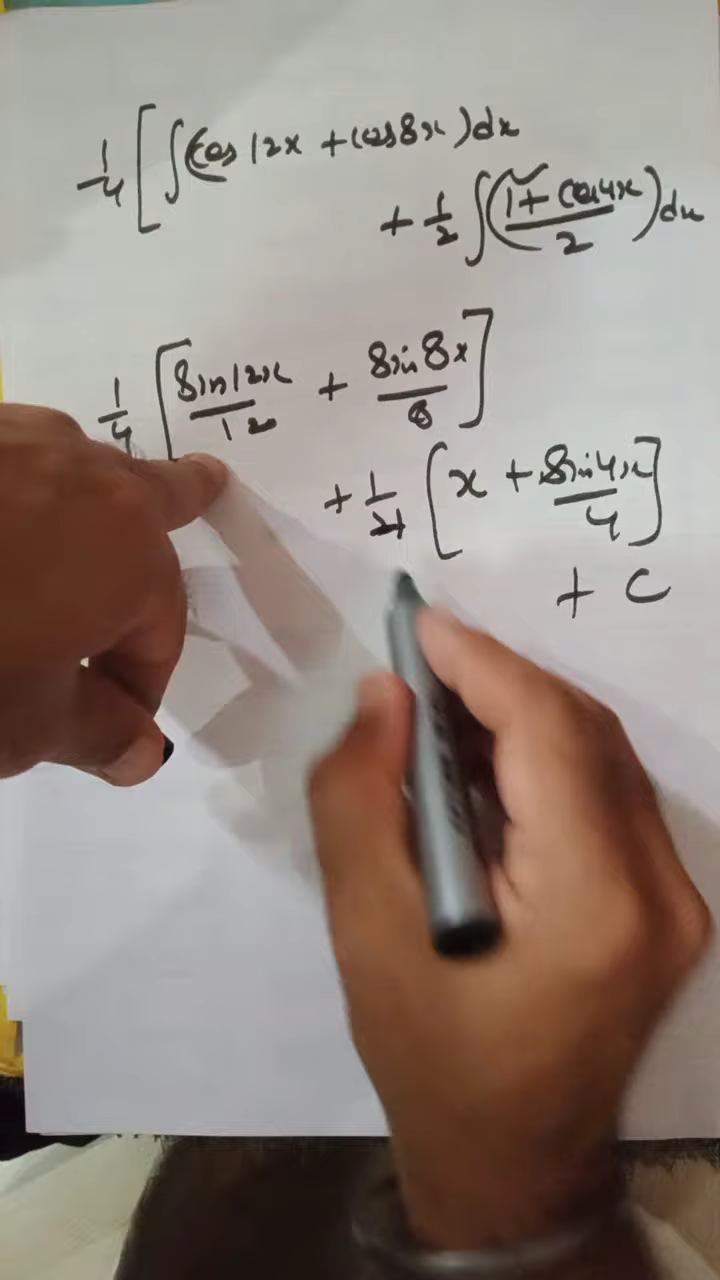 1/4 [ ∫(cos 12x + cos 8x) dx
+ 1/2 ∫((1 + cos 4x)/2) dx
1/4 [ sin 12x/12 + sin 8x/8 ]
+ 1/4 [ x + sin 4x/4 ]
+ C